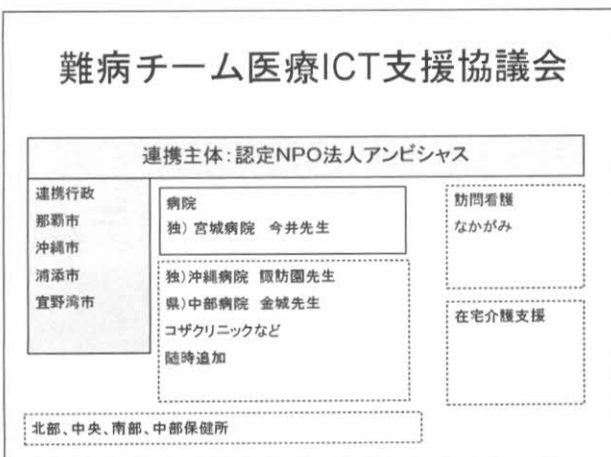 難病チーム医療ICT支援協議会
連携主体:認定NPO法人アンビシャス
連携行政
那覇市
沖縄市
浦添市
宜野湾市
病院
独)宮城病院 今井先生
独)沖縄病院 諏訪園先生
県)中部病院 金城先生
コザクリニックなど
随時追加
訪問看護
なかがみ
在宅介護支援
北部、中央、南部、中部保健所